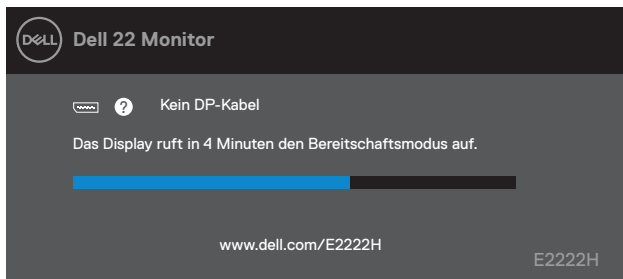 DELL
Dell 22 Monitor
? Kein DP-Kabel
Das Display ruft in 4 Minuten den Bereitschaftsmodus auf.
www.dell.com/E2222H
E2222H